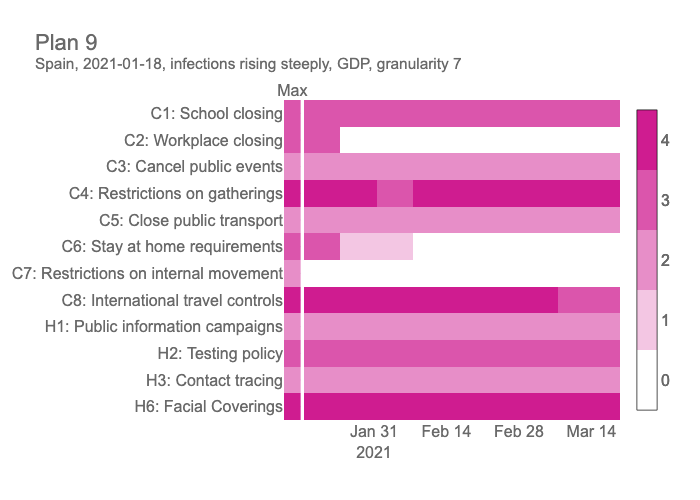 Plan 9
Spain, 2021-01-18, infections rising steeply, GDP, granularity 7
Max
C1: School closing
C2: Workplace closing
C3: Cancel public events
C4: Restrictions on gatherings
C5: Close public transport
C6: Stay at home requirements
C7: Restrictions on internal movement
C8: International travel controls
H1: Public information campaigns
H2: Testing policy
H3: Contact tracing
H6: Facial Coverings
Jan 31 Feb 14 Feb 28 Mar 14
2021
4
3
2
1
0